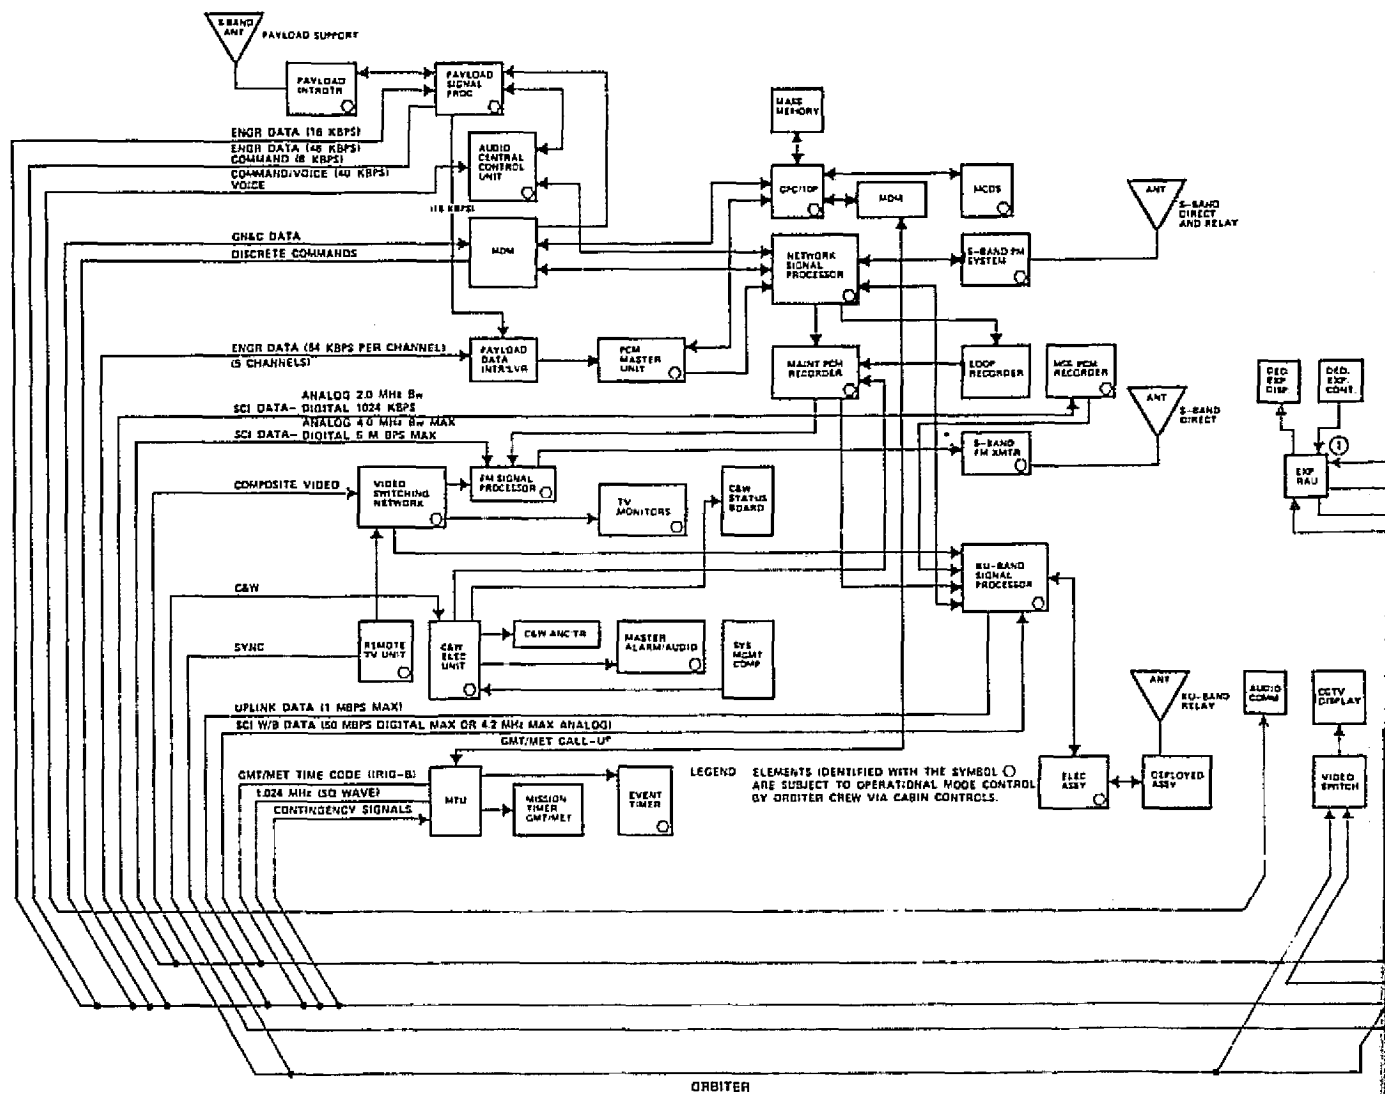 S-BAND
ANT
PAYLOAD SUPPORT
PAYLOAD
INTRGTR
PAYLOAD
SIGNAL
PROC
ENGR DATA (16 KBPS)
ENGR DATA (48 KBPS)
COMMAND (8 KBPS)
COMMAND/VOICE (40 KBPS)
VOICE
AUDIO
CENTRAL
CONTROL
UNIT
(16 KBPS)
GN&C DATA
DISCRETE COMMANDS
MDM
MASS
MEMORY
GPC/IOP
MDM
MCDS
ANT
S-BAND
DIRECT
AND RELAY
NETWORK
SIGNAL
PROCESSOR
S-BAND PM
SYSTEM
ENGR DATA (64 KBPS PER CHANNEL)
(5 CHANNELS)
PAYLOAD
DATA
INTR'LVR
PCM
MASTER
UNIT
MAINT PCM
RECORDER
LOOP
RECORDER
MSS PCM
RECORDER
DED.
EXP
DISP.
DED.
EXP.
CONT.
ANALOG 2.0 MHz Bw
SCI DATA- DIGITAL 1024 KBPS
ANALOG 4.0 MHz Bw MAX
SCI DATA- DIGITAL 5 M BPS MAX
ANT
S-BAND
DIRECT
S-BAND
FM XMTR
EXP
RAU
COMPOSITE VIDEO
VIDEO
SWITCHING
NETWORK
FM SIGNAL
PROCESSOR
TV
MONITORS
C&W
STATUS
BOARD
KU-BAND
SIGNAL
PROCESSOR
C&W
SYNC
REMOTE
TV UNIT
C&W
ELEC
UNIT
C&W ANC'TR
MASTER
ALARM/AUDIO
SYS
MGMT
COMP
UPLINK DATA (1 MBPS MAX)
SCI W/B DATA (50 MBPS DIGITAL MAX OR 4.2 MHz MAX ANALOG)
GMT/MET CALL-UP
ANT
KU-BAND
RELAY
AUDIO
COMM
CCTV
DISPLAY
GMT/MET TIME CODE (IRIG-B)
1.024 MHz (SQ WAVE)
CONTINGENCY SIGNALS
MTU
MISSION
TIMER
GMT/MET
EVENT
TIMER
LEGEND ELEMENTS IDENTIFIED WITH THE SYMBOL
ARE SUBJECT TO OPERATIONAL MODE CONTROL
BY ORBITER CREW VIA CABIN CONTROLS.
ELEC
ASSY
DEPLOYED
ASSY
VIDEO
SWITCH
ORBITER